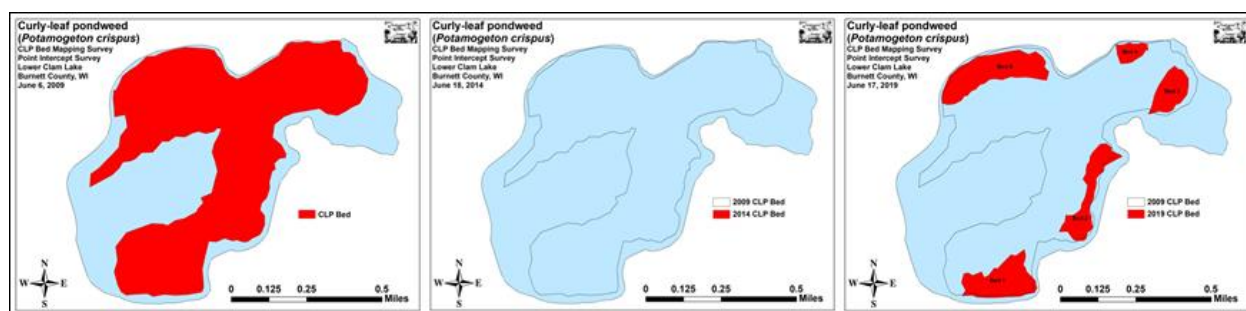 Curly-leaf pondweed
(Potamogeton crispus)
CLP Bed Mapping Survey
Point Intercept Survey
Lower Clam Lake
Burnett County, WI
June 6, 2009
CLP Bed
N
W E
S
0 0.125 0.25 0.5
Miles
Curly-leaf pondweed
(Potamogeton crispus)
CLP Bed Mapping Survey
Point Intercept Survey
Lower Clam Lake
Burnett County, WI
June 18, 2014
2009 CLP Bed
2014 CLP Bed
N
W E
S
0 0.125 0.25 0.5
Miles
Curly-leaf pondweed
(Potamogeton crispus)
CLP Bed Mapping Survey
Point Intercept Survey
Lower Clam Lake
Burnett County, WI
June 17, 2019
2009 CLP Bed
2019 CLP Bed
N
W E
S
0 0.125 0.25 0.5
Miles